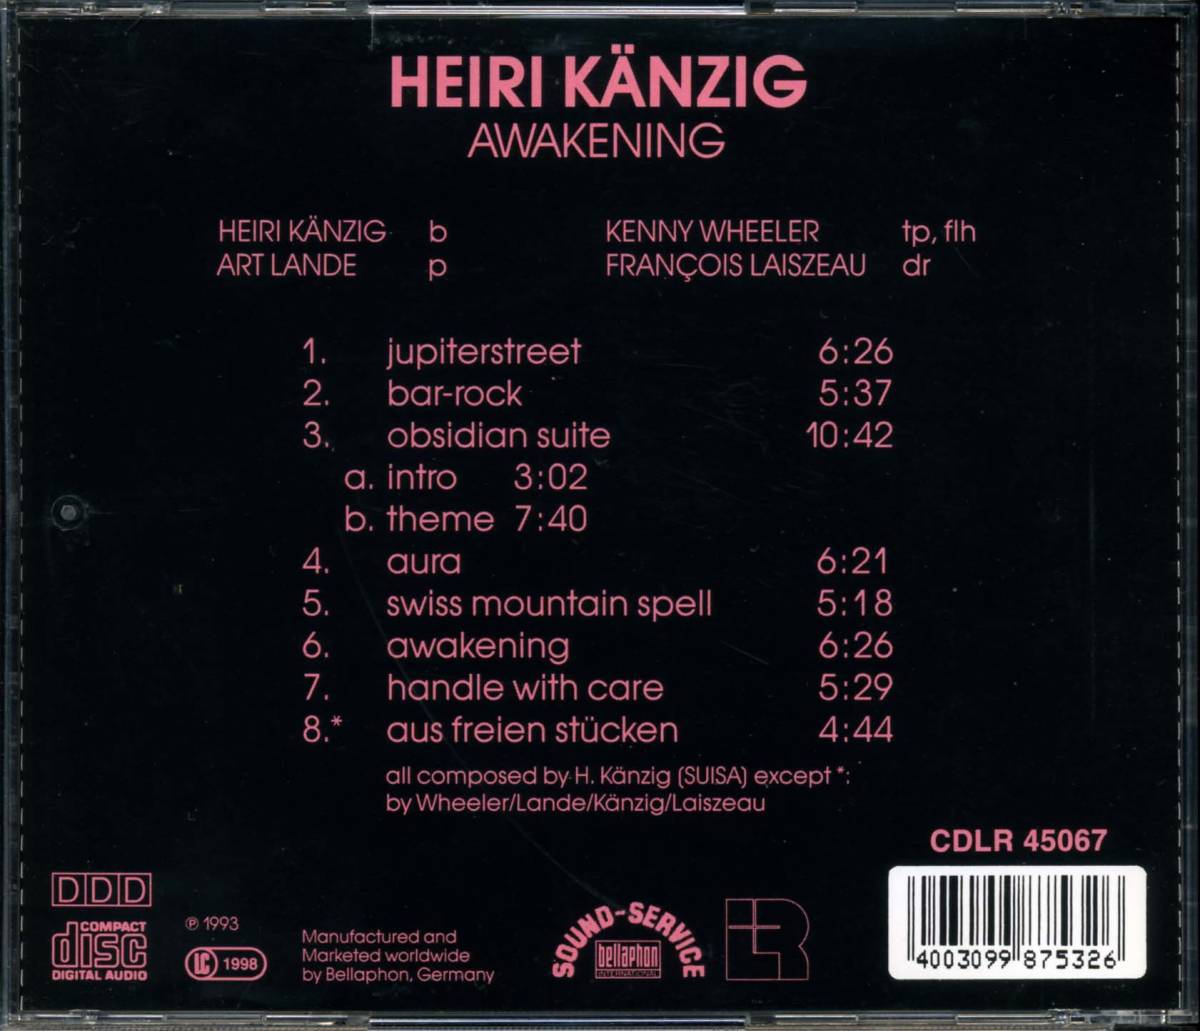 HEIRI KÄNZIG
AWAKENING
HEIRI KÄNZIG b KENNY WHEELER tp, flh
ART LANDE p FRANÇOIS LAISZEAU dr
1. jupiterstreet 6:26
2. bar-rock 5:37
3. obsidian suite 10:42
a. intro 3:02
b. theme 7:40
4. aura 6:21
5. swiss mountain spell 5:18
6. awakening 6:26
7. handle with care 5:29
8.* aus freien stücken 4:44
all composed by H. Känzig (SUISA) except *:
by Wheeler/Lande/Känzig/Laiszeau
CDLR 45067
DDD
COMPACT
disc
DIGITAL AUDIO
℗ 1993
LC 1998
Manufactured and
Marketed worldwide
by Bellaphon, Germany
SOUND-SERVICE
bellaphon
INTERNATIONAL
LR
4003099 875326